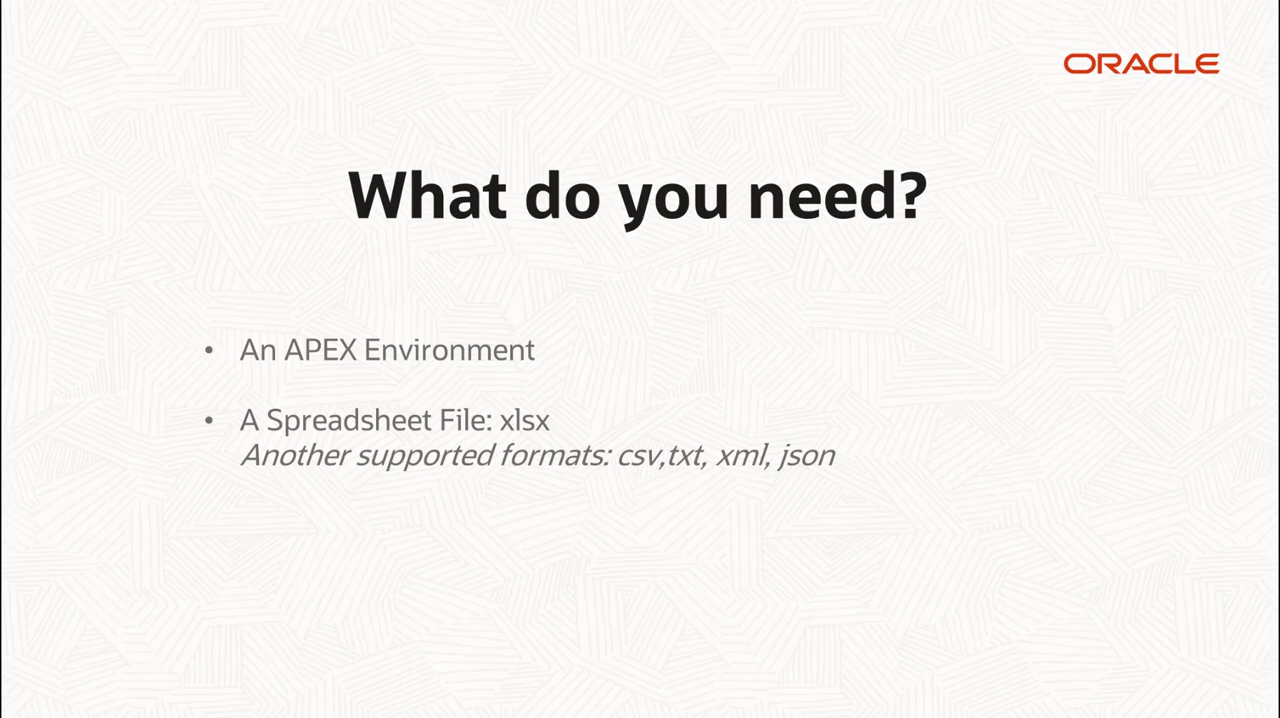 ORACLE
What do you need?
• An APEX Environment
• A Spreadsheet File: xlsx
Another supported formats: csv,txt, xml, json